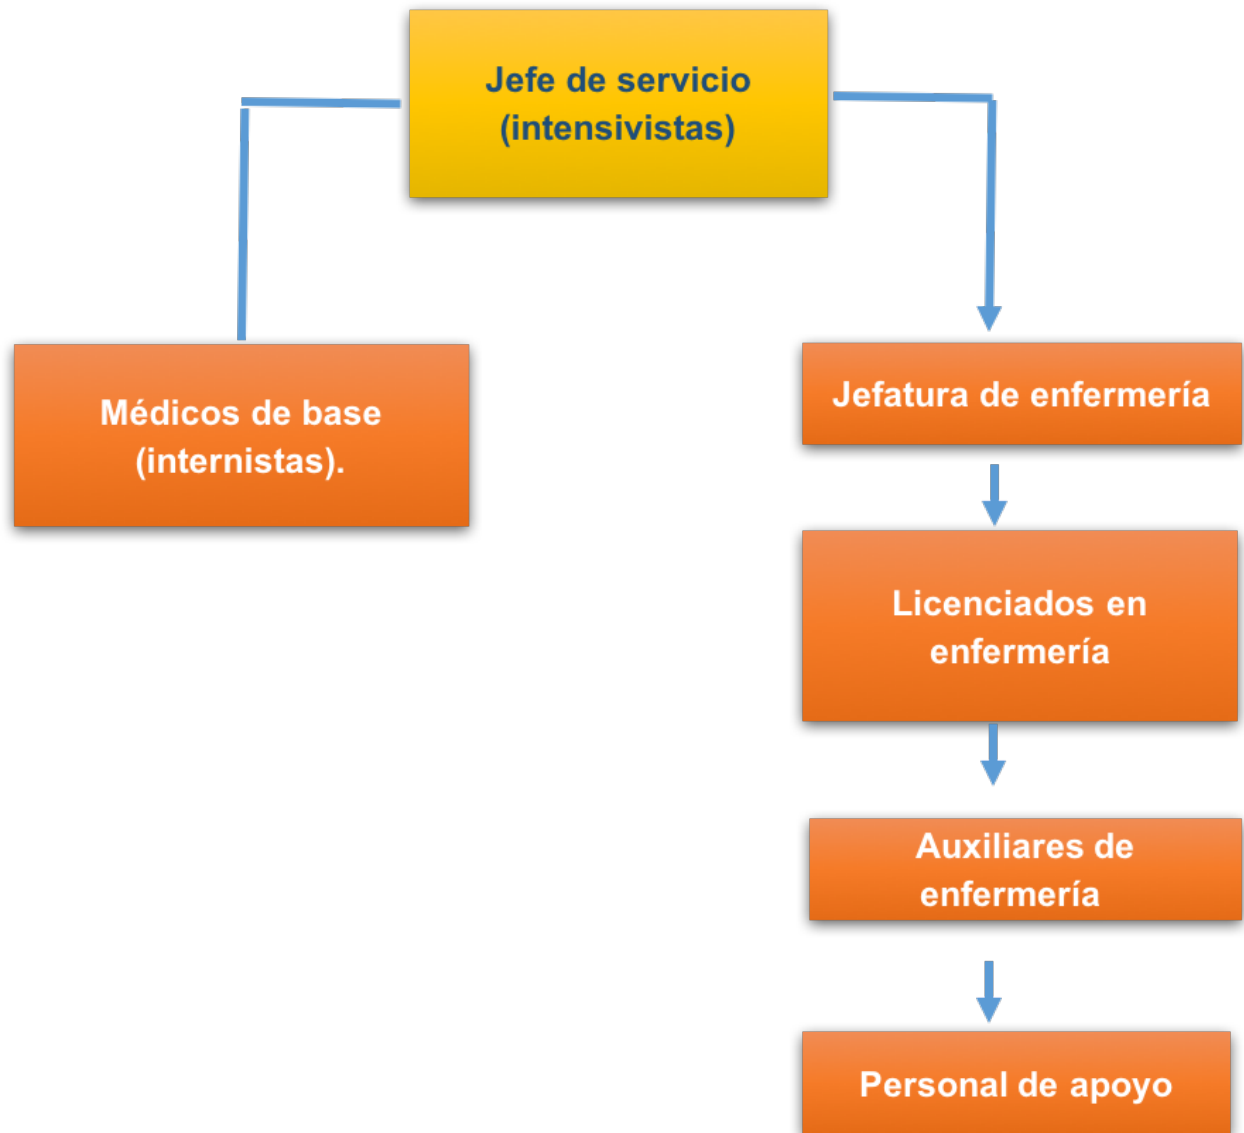 Jefe de servicio
(intensivistas)
Médicos de base
(internistas).
Jefatura de enfermería
Licenciados en
enfermería
Auxiliares de
enfermería
Personal de apoyo